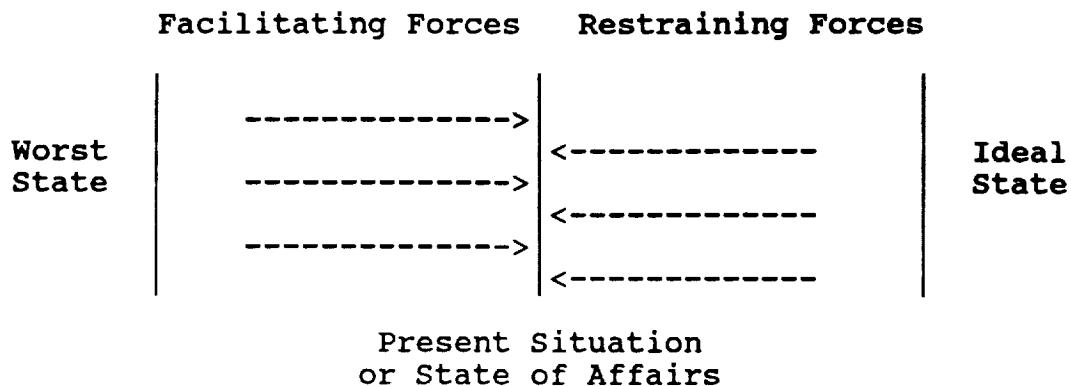 Facilitating Forces Restraining Forces
Worst
State
Ideal
State
Present Situation
or State of Affairs